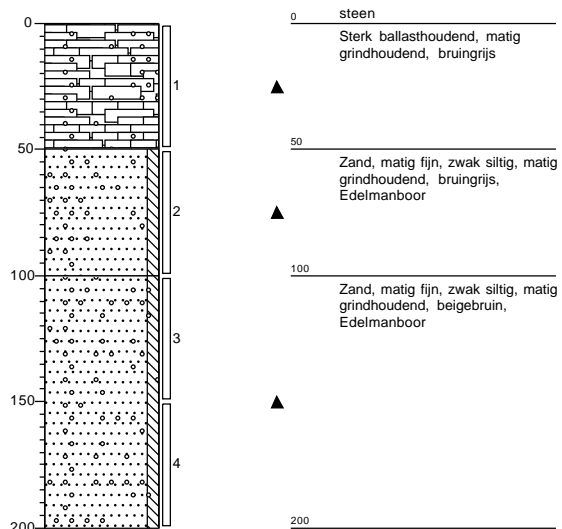 0
50
100
150
200
1
2
3
4
0 steen
Sterk ballasthoudend, matig
grindhoudend, bruingrijs
50
Zand, matig fijn, zwak siltig, matig
grindhoudend, bruingrijs,
Edelmanboor
100
Zand, matig fijn, zwak siltig, matig
grindhoudend, beigebruin,
Edelmanboor
200